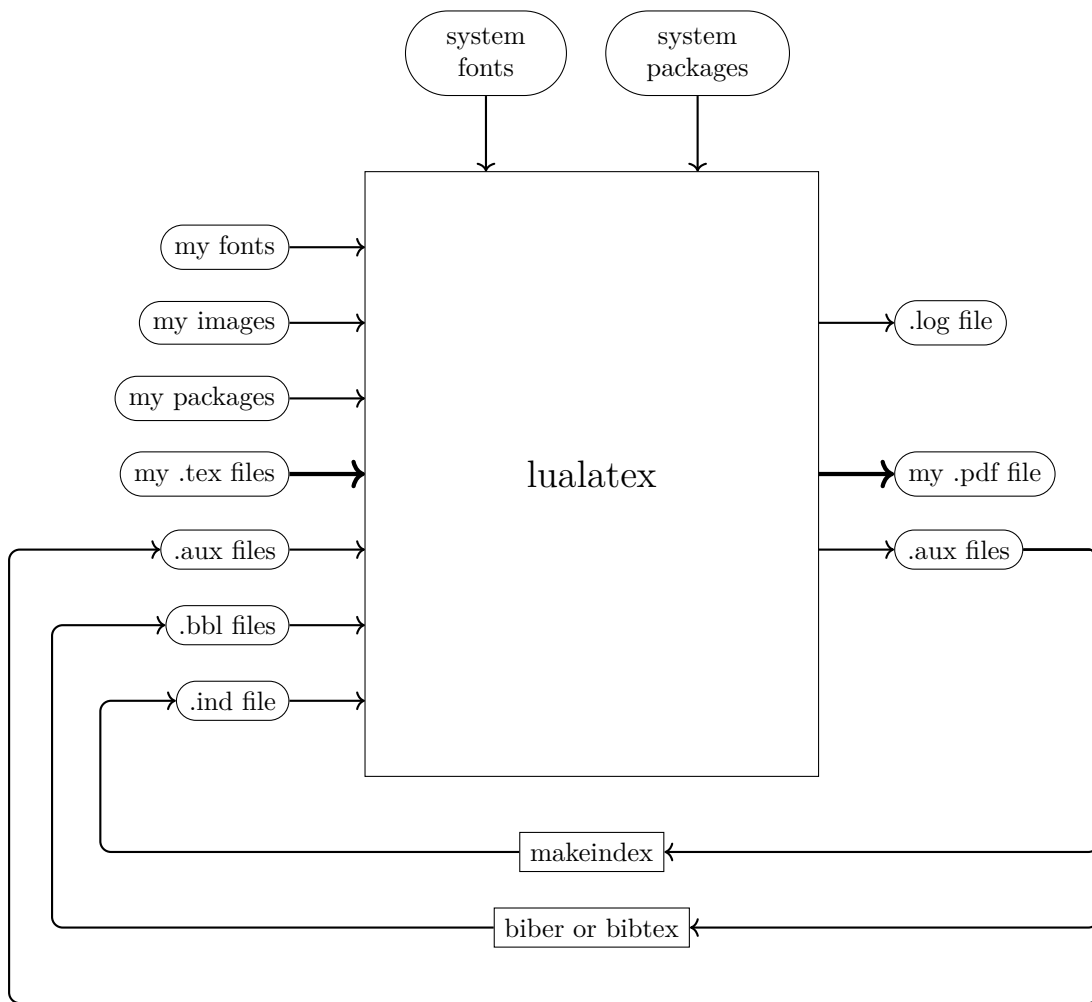 system
fonts
system
packages
my fonts
my images
.log file
my packages
my .tex files
lualatex
my .pdf file
.aux files
.aux files
.bbl files
.ind file
makeindex
biber or bibtex